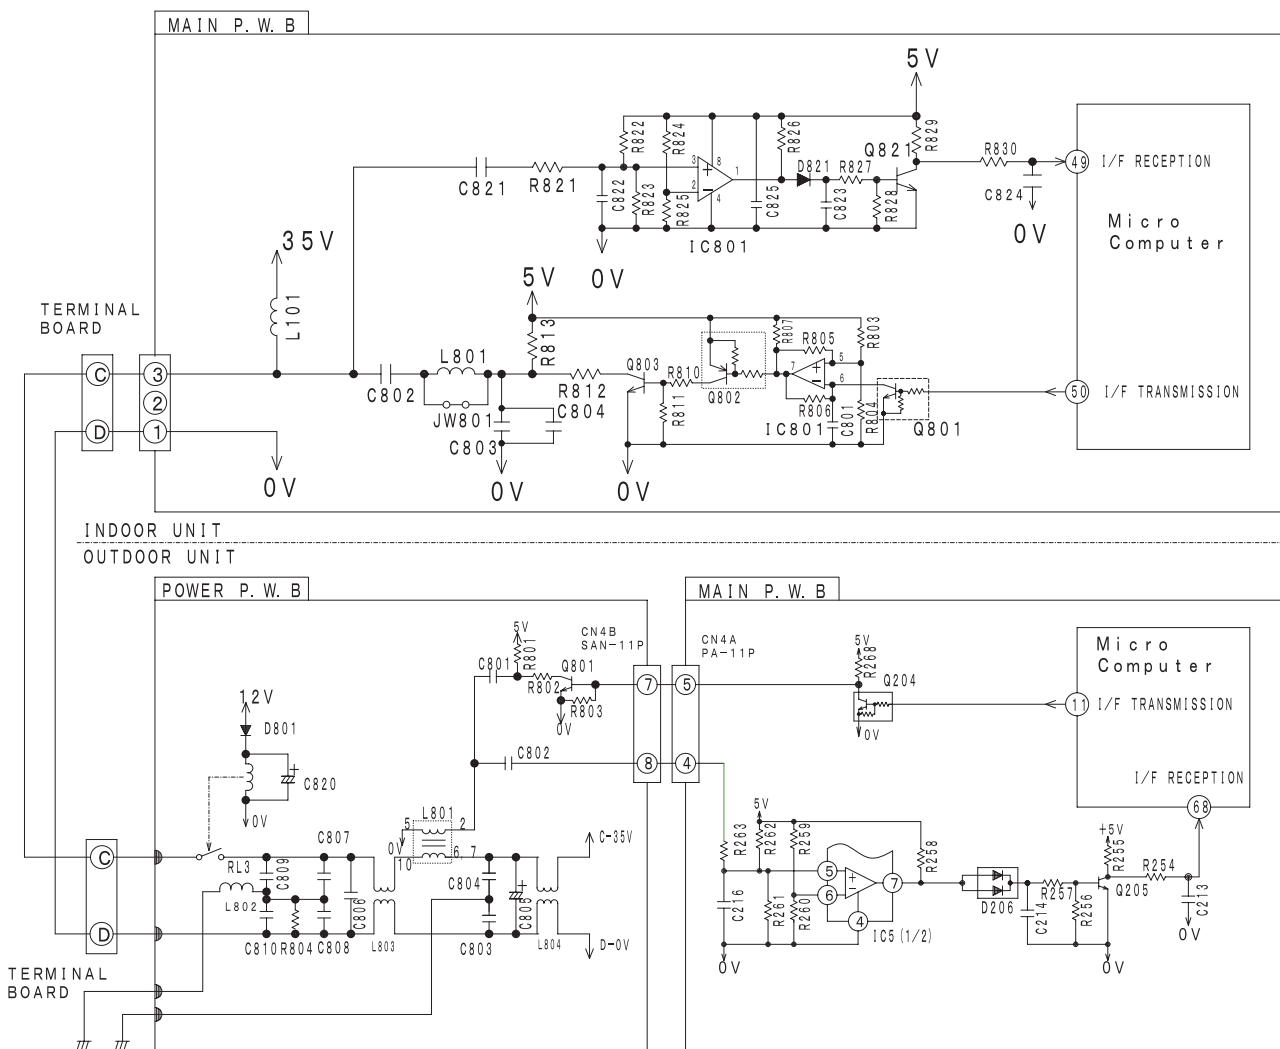 MAIN P. W. B
5V
R822
R824
R826
R829
Q821
R830
49 I/F RECEPTION
3
8
1
2
4
D821 R827
C821
R821
C822
R823
R825
C825
C823
R828
C824
0V
IC801
0V
Micro
Computer
35V
L101
5V
TERMINAL
BOARD
R813
R807
R805
R803
L801
Q803
R810
7
5
6
C
3
C802
R812
Q802
R806
50 I/F TRANSMISSION
2
JW801
C804
R811
IC801
C801
R804
Q801
D
1
C803
0V
0V
0V
INDOOR UNIT
OUTDOOR UNIT
POWER P. W. B
MAIN P. W. B
5V
R801
CN4B
SAN-11P
CN4A
PA-11P
5V
R268
Micro
Computer
C801
Q801
R802
7
5
Q204
R803
0V
11 I/F TRANSMISSION
0V
12V
D801
C802
8
4
C820
I/F RECEPTION
68
0V
L801
5
2
0V
10
6, 7
C-35V
5V
R263
R262
R259
R258
+5V
R255
R254
C807
C
RL3
C809
C804
5
7
6
4
L802
C806
C805
C216
R261
R260
D206
R257
C214
R256
Q205
C213
D
C810 R804 C808
L803
C803
L804
D-0V
IC5 (1/2)
0V
0V
0V
TERMINAL
BOARD